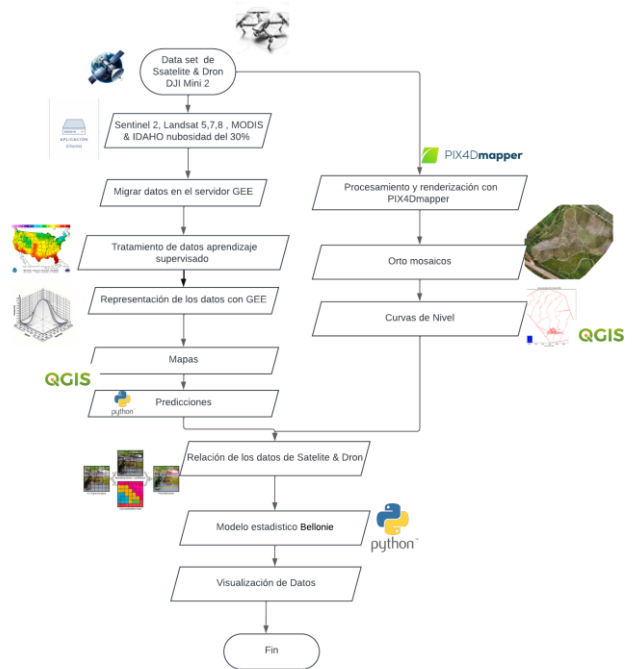 Data set de
Ssatelite & Dron
DJI Mini 2
Sentinel 2, Landsat 5,7,8 , MODIS
& IDAHO nubosidad del 30%
APLICACIÓN
Migrar datos en el servidor GEE
Tratamiento de datos aprendizaje
supervisado
Representación de los datos con GEE
Mapas
QGIS
Predicciones
python
PIX4Dmapper
Procesamiento y renderización con
PIX4Dmapper
Orto mosaicos
Curvas de Nivel
QGIS
Relación de los datos de Satelite & Dron
Modelo estadistico Bellonie
python
Visualización de Datos
Fin